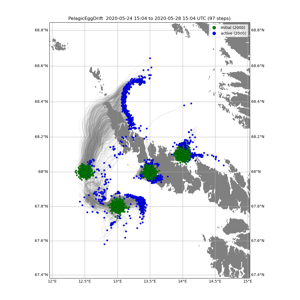 PelagicEggDrift: 2020-05-24 15:04 to 2020-05-28 15:04 UTC (97 steps)
initial (2000)
active (2000)
68.8°N
68.8°N
68.6°N
68.6°N
68.4°N
68.4°N
68.2°N
68.2°N
68°N
68°N
67.8°N
67.8°N
67.6°N
67.6°N
67.4°N
67.4°N
12°E
12.5°E
13°E
13.5°E
14°E
14.5°E
15°E